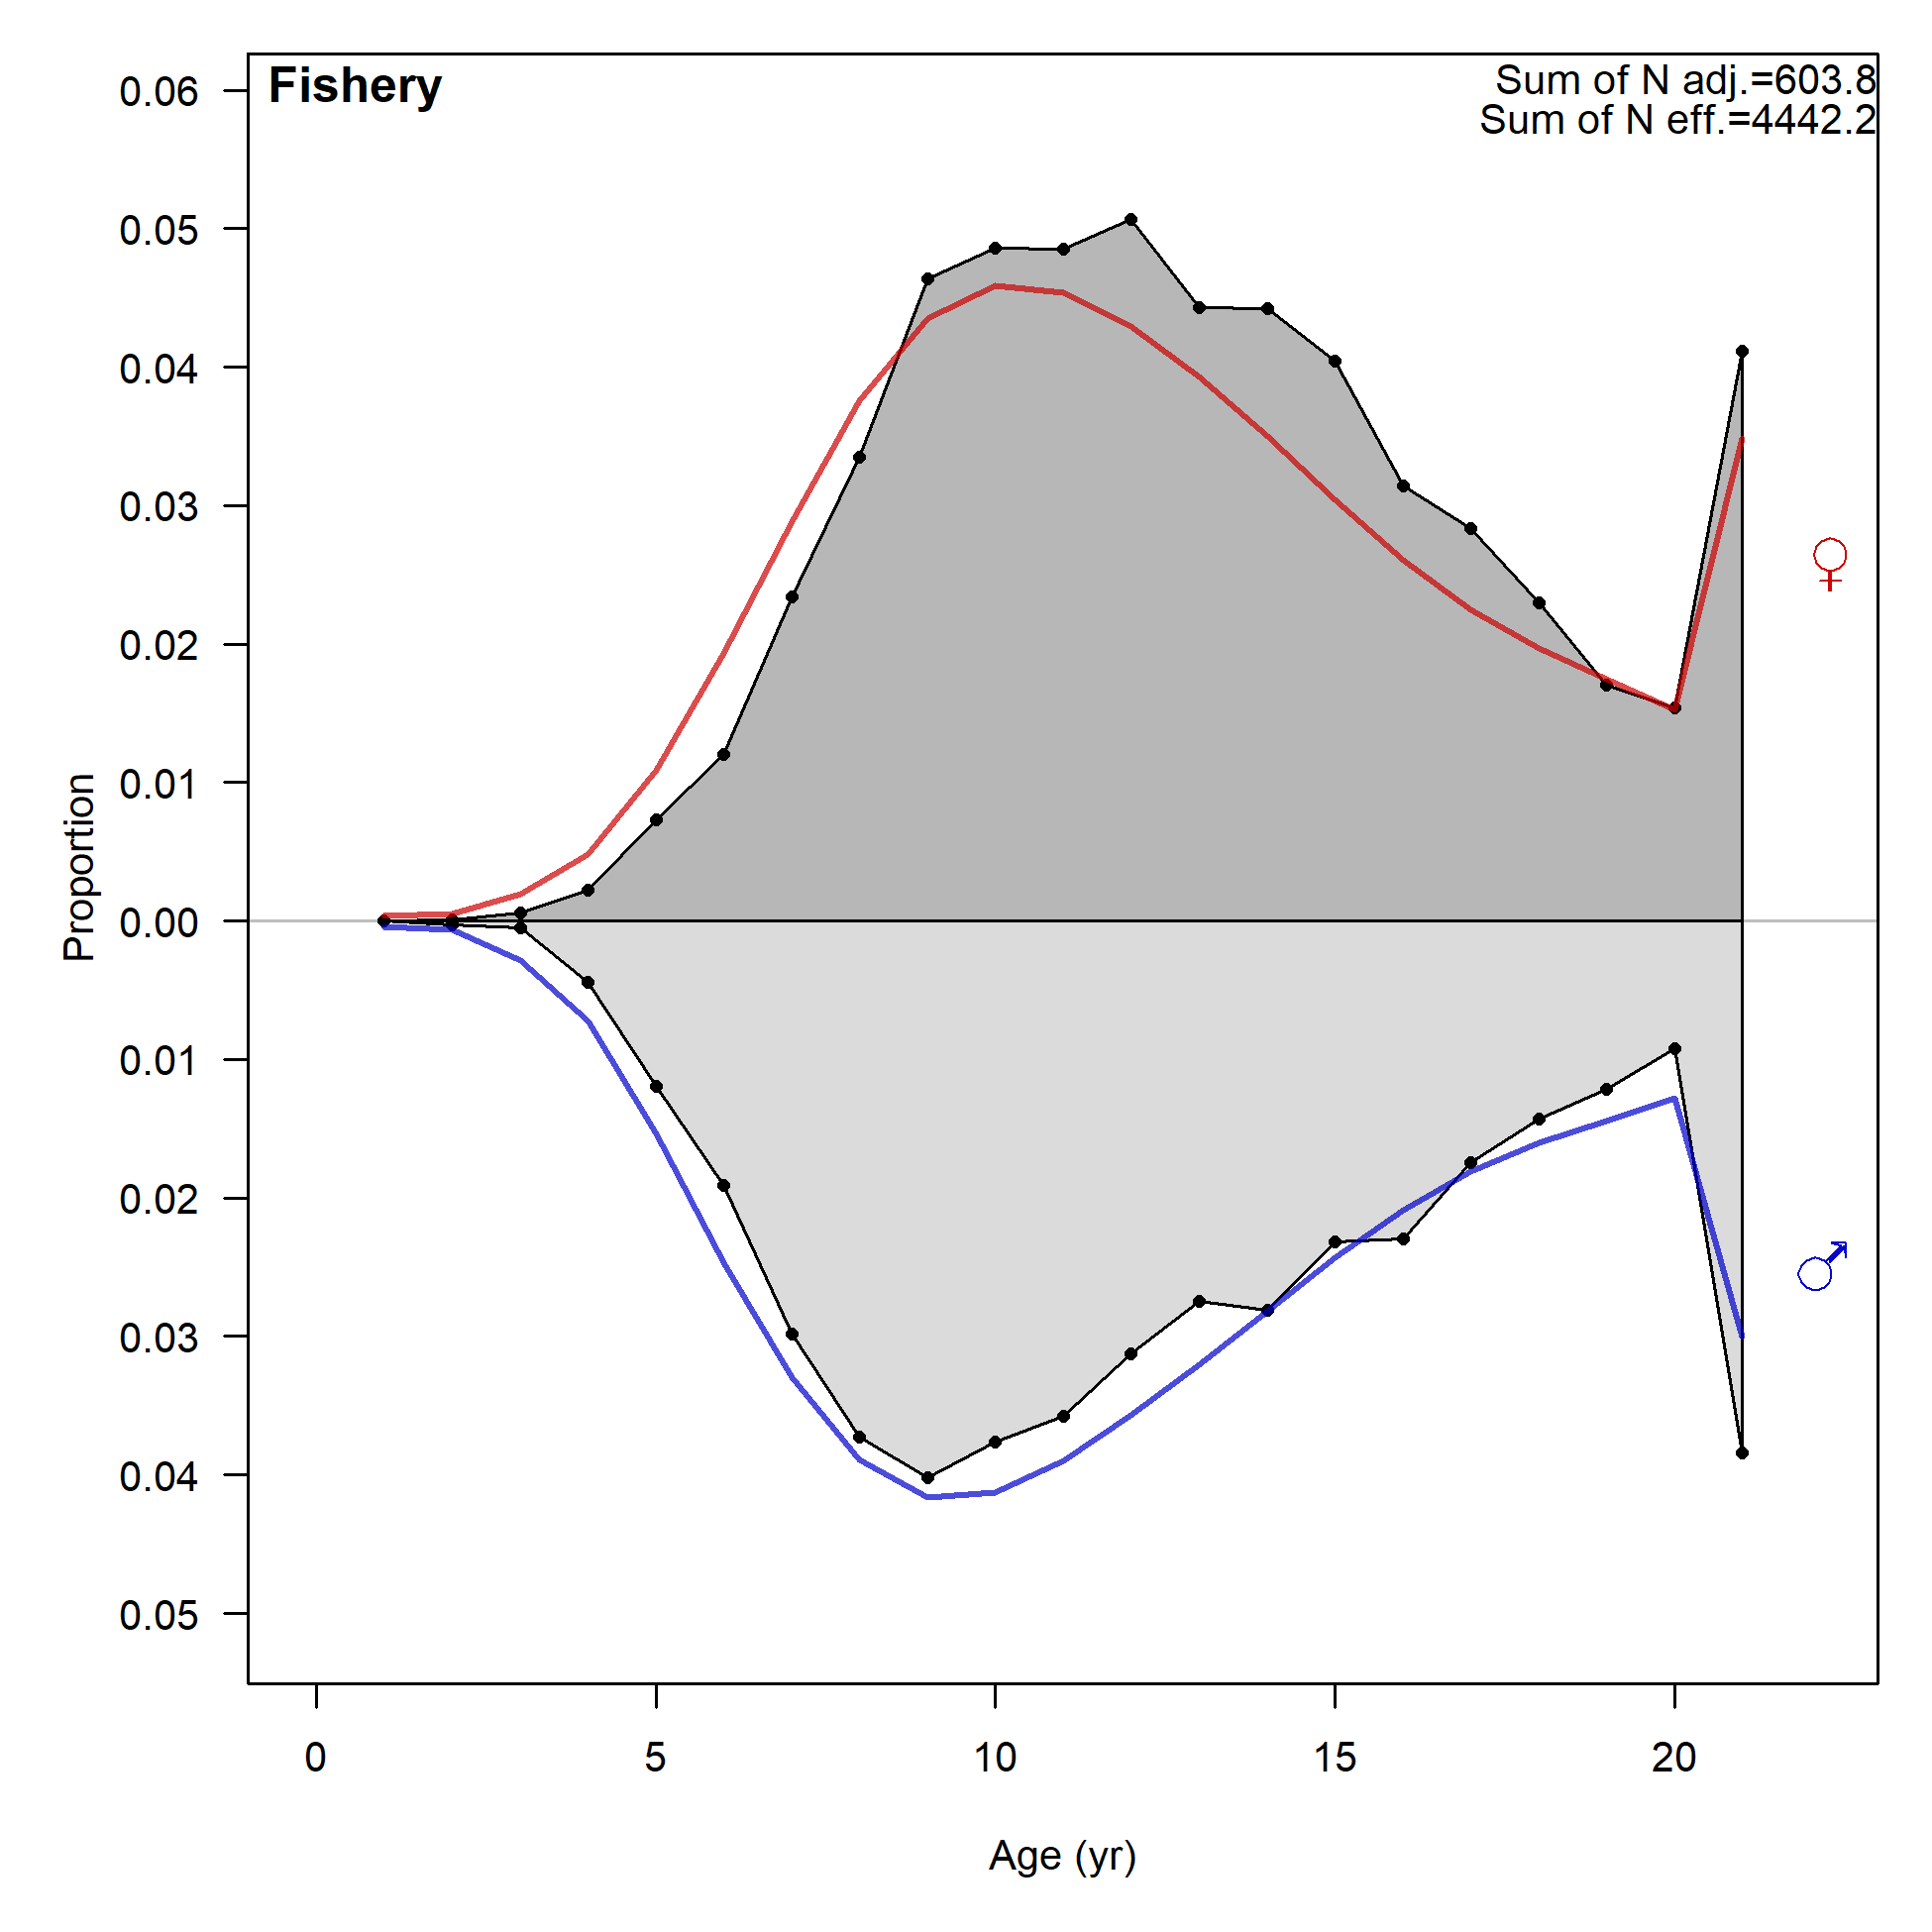 Fishery
Sum of N adj.=603.8
Sum of N eff.=4442.2
0.06
0.05
0.04
0.03
0.02
0.01
0.00
0.01
0.02
0.03
0.04
0.05
Proportion
♀
♂
0 5 10 15 20
Age (yr)